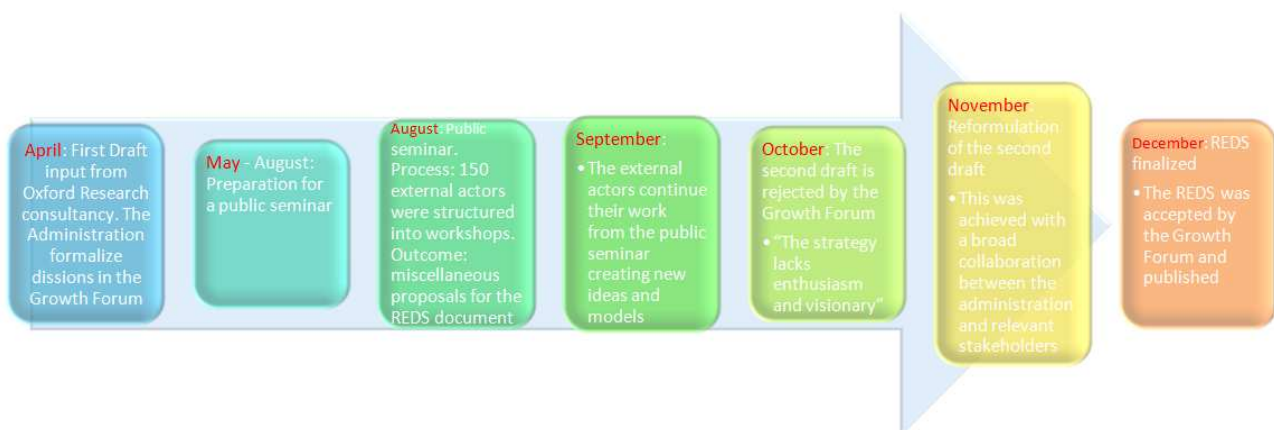 April: First Draft
input from
Oxford Research
consultancy. The
Administration
formalize
dissions in the
Growth Forum
May - August:
Preparation for
a public seminar
August: Public
seminar.
Process: 150
external actors
were structured
into workshops.
Outcome:
miscellaneous
proposals for the
REDS document
September:
• The external
actors continue
their work
from the public
seminar
creating new
ideas and
models
October: The
second draft is
rejected by the
Growth Forum
• "The strategy
lacks
enthusiasm
and visionary"
November:
Reformulation
of the second
draft
• This was
achieved with
a broad
collaboration
between the
administration
and relevant
stakeholders
December: REDS
finalized
• The REDS was
accepted by
the Growth
Forum and
published